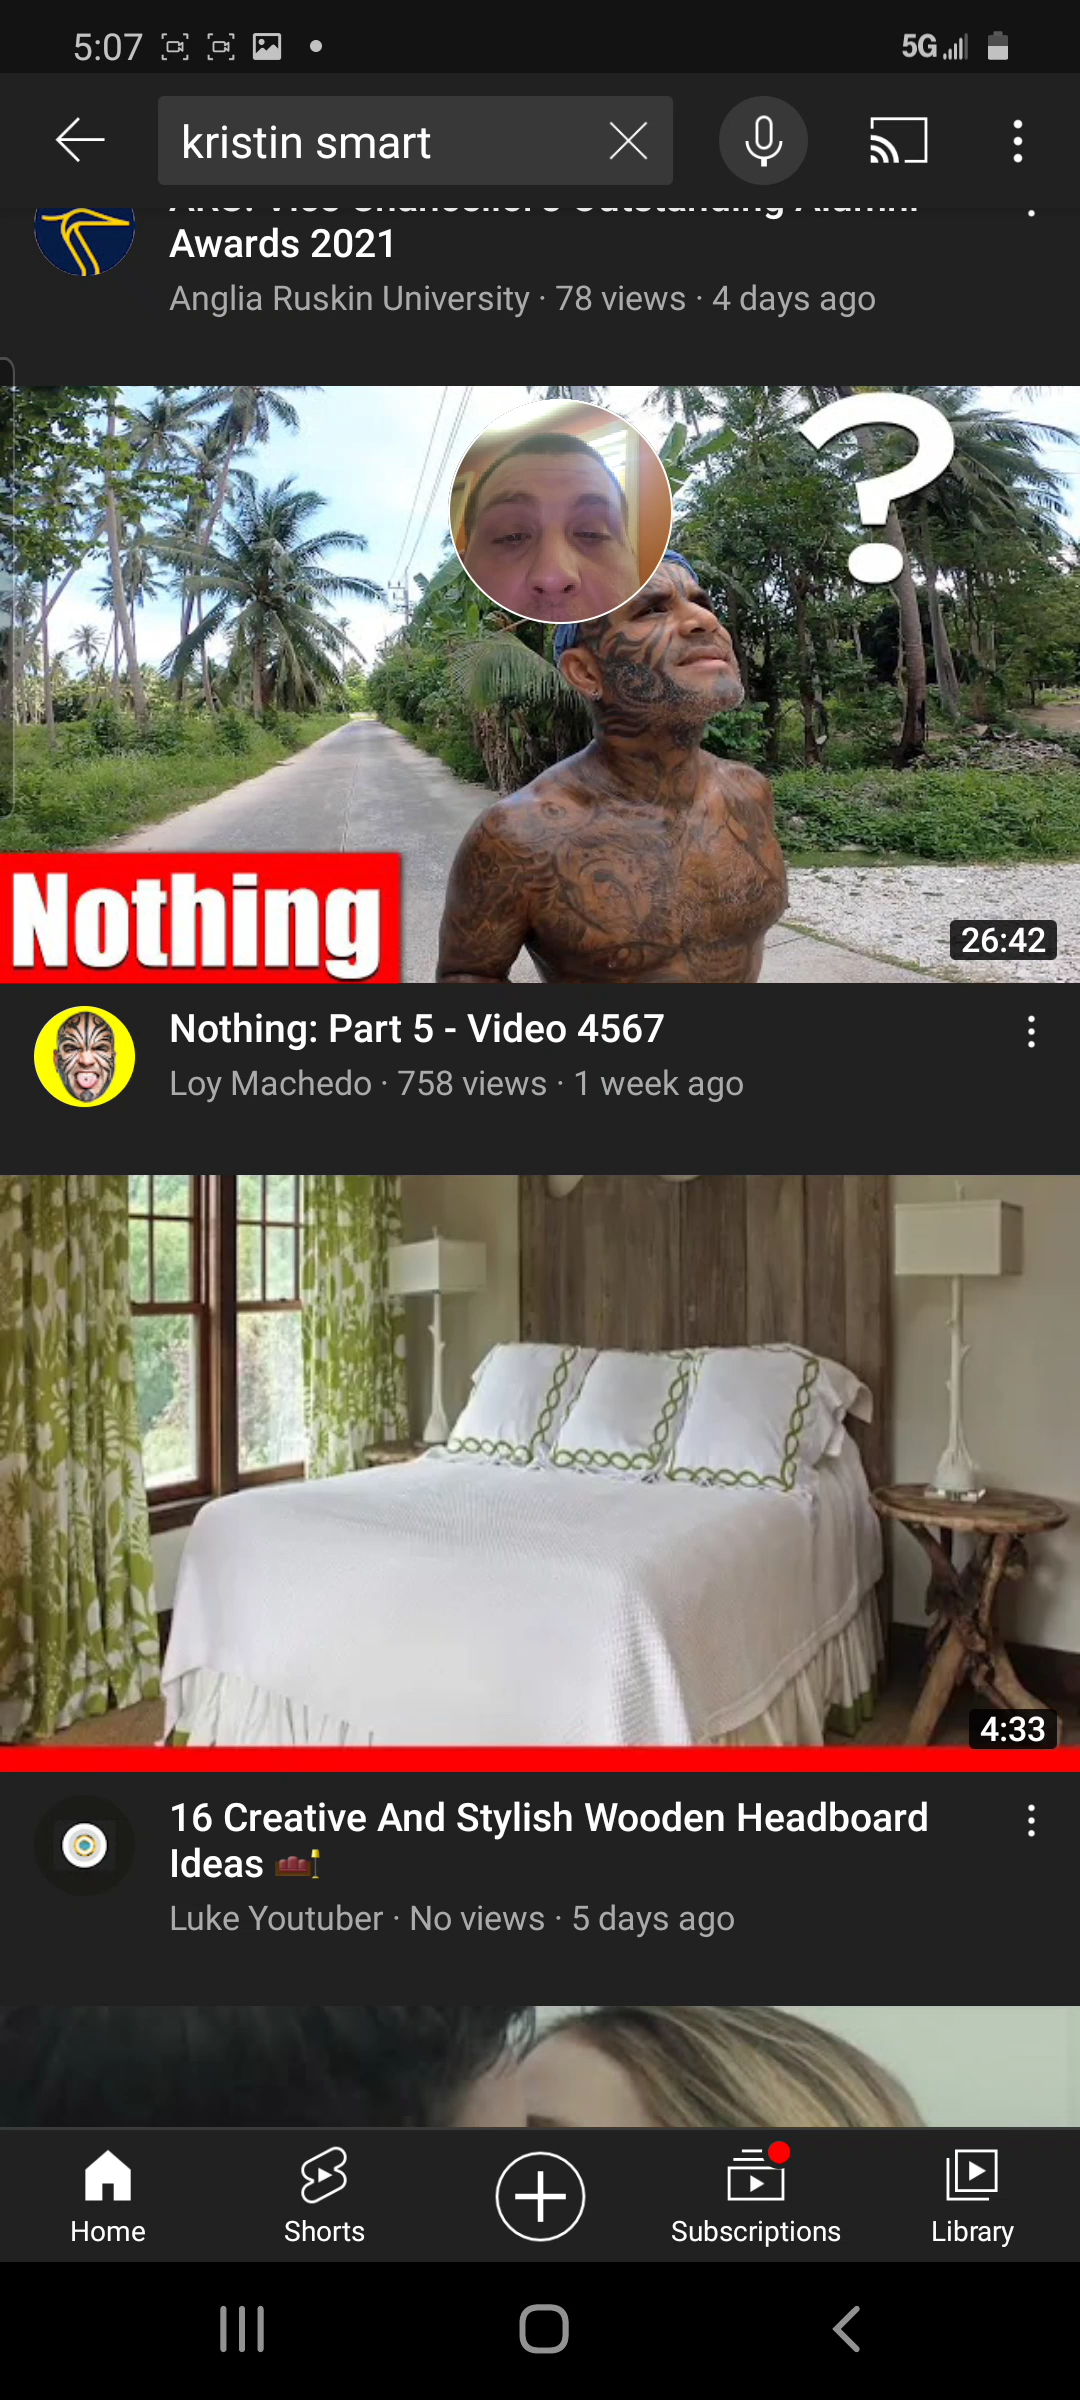 5:07
5G
kristin smart
Awards 2021
Anglia Ruskin University · 78 views · 4 days ago
?
Nothing
26:42
Nothing: Part 5 - Video 4567
Loy Machedo · 758 views · 1 week ago
4:33
16 Creative And Stylish Wooden Headboard
Ideas
Luke Youtuber · No views · 5 days ago
Home
Shorts
Subscriptions
Library